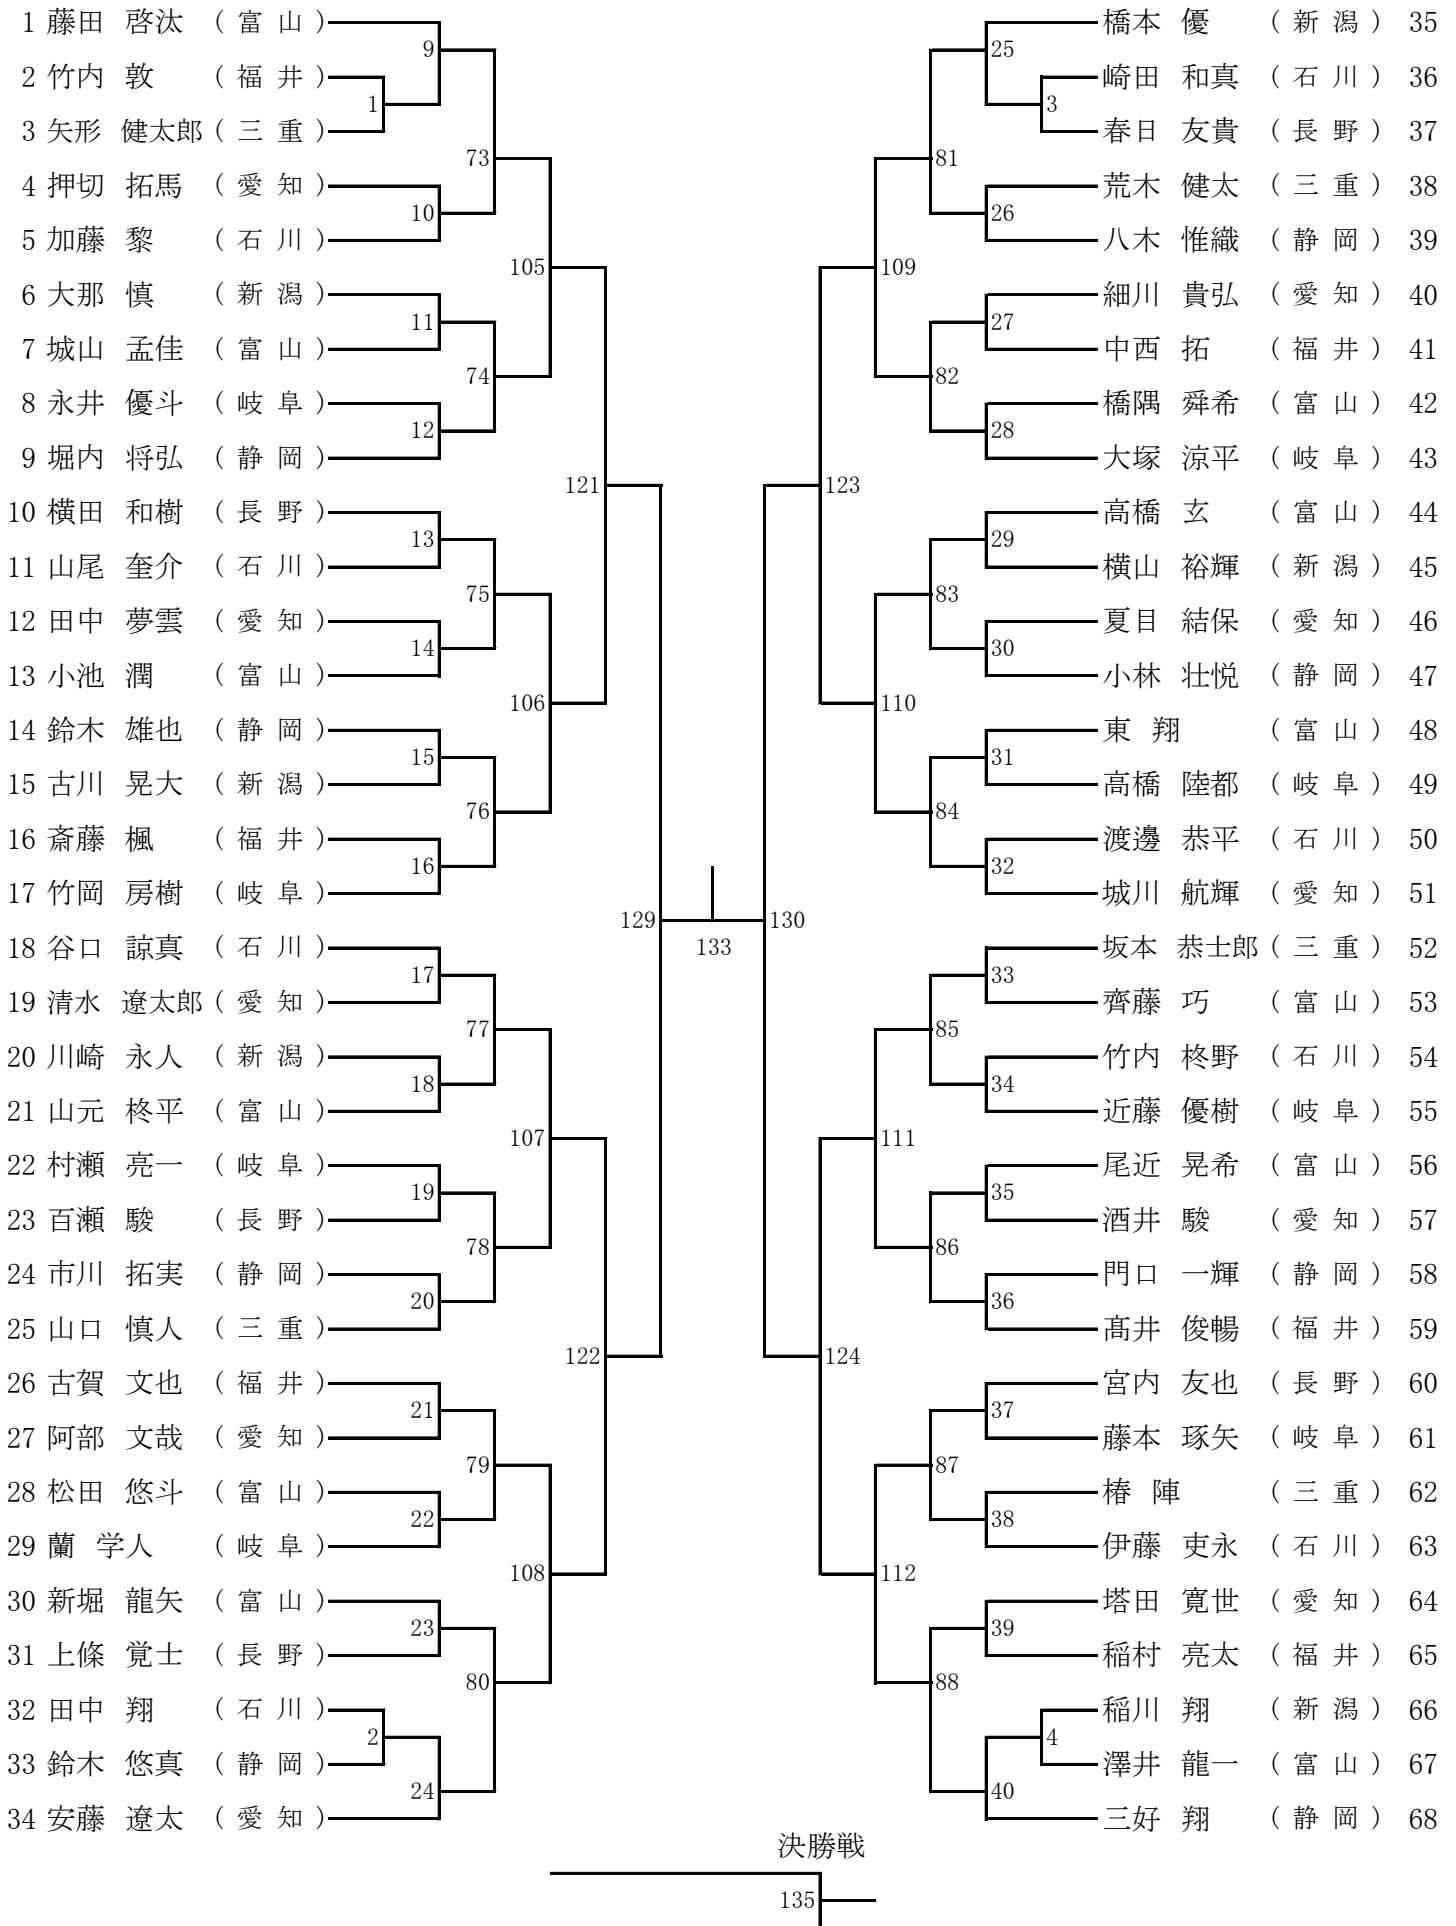 1 藤田 啓汰 （富山）
9
2 竹内 敦 （福井）
1
3 矢形 健太郎（三重）
73
4 押切 拓馬 （愛知）
10
5 加藤 黎 （石川）
105
6 大那 慎 （新潟）
11
7 城山 孟佳 （富山）
74
8 永井 優斗 （岐阜）
12
9 堀内 将弘 （静岡）
121
10 横田 和樹 （長野）
13
11 山尾 奎介 （石川）
75
12 田中 夢雲 （愛知）
14
13 小池 潤 （富山）
106
14 鈴木 雄也 （静岡）
15
15 古川 晃大 （新潟）
76
16 斎藤 楓 （福井）
16
17 竹岡 房樹 （岐阜）
129
18 谷口 諒真 （石川）
17
19 清水 遼太郎（愛知）
77
20 川崎 永人 （新潟）
18
21 山元 柊平 （富山）
107
22 村瀬 亮一 （岐阜）
19
23 百瀬 駿 （長野）
78
24 市川 拓実 （静岡）
20
25 山口 慎人 （三重）
122
26 古賀 文也 （福井）
21
27 阿部 文哉 （愛知）
79
28 松田 悠斗 （富山）
22
29 蘭 学人 （岐阜）
108
30 新堀 龍矢 （富山）
23
31 上條 覚士 （長野）
80
32 田中 翔 （石川）
2
33 鈴木 悠真 （静岡）
24
34 安藤 遼太 （愛知）
133
橋本 優 （新潟） 35
25
崎田 和真 （石川） 36
3
春日 友貴 （長野） 37
81
荒木 健太 （三重） 38
26
八木 惟織 （静岡） 39
109
細川 貴弘 （愛知） 40
27
中西 拓 （福井） 41
82
橋隅 舜希 （富山） 42
28
大塚 涼平 （岐阜） 43
123
高橋 玄 （富山） 44
29
横山 裕輝 （新潟） 45
83
夏目 結保 （愛知） 46
30
小林 壮悦 （静岡） 47
110
東 翔 （富山） 48
31
高橋 陸都 （岐阜） 49
84
渡邊 恭平 （石川） 50
32
城川 航輝 （愛知） 51
130
坂本 恭士郎（三重） 52
33
齊藤 巧 （富山） 53
85
竹内 柊野 （石川） 54
34
近藤 優樹 （岐阜） 55
111
尾近 晃希 （富山） 56
35
酒井 駿 （愛知） 57
86
門口 一輝 （静岡） 58
36
髙井 俊暢 （福井） 59
124
宮内 友也 （長野） 60
37
藤本 琢矢 （岐阜） 61
87
椿 陣 （三重） 62
38
伊藤 吏永 （石川） 63
112
塔田 寛世 （愛知） 64
39
稲村 亮太 （福井） 65
88
稲川 翔 （新潟） 66
4
澤井 龍一 （富山） 67
40
三好 翔 （静岡） 68
決勝戦
135